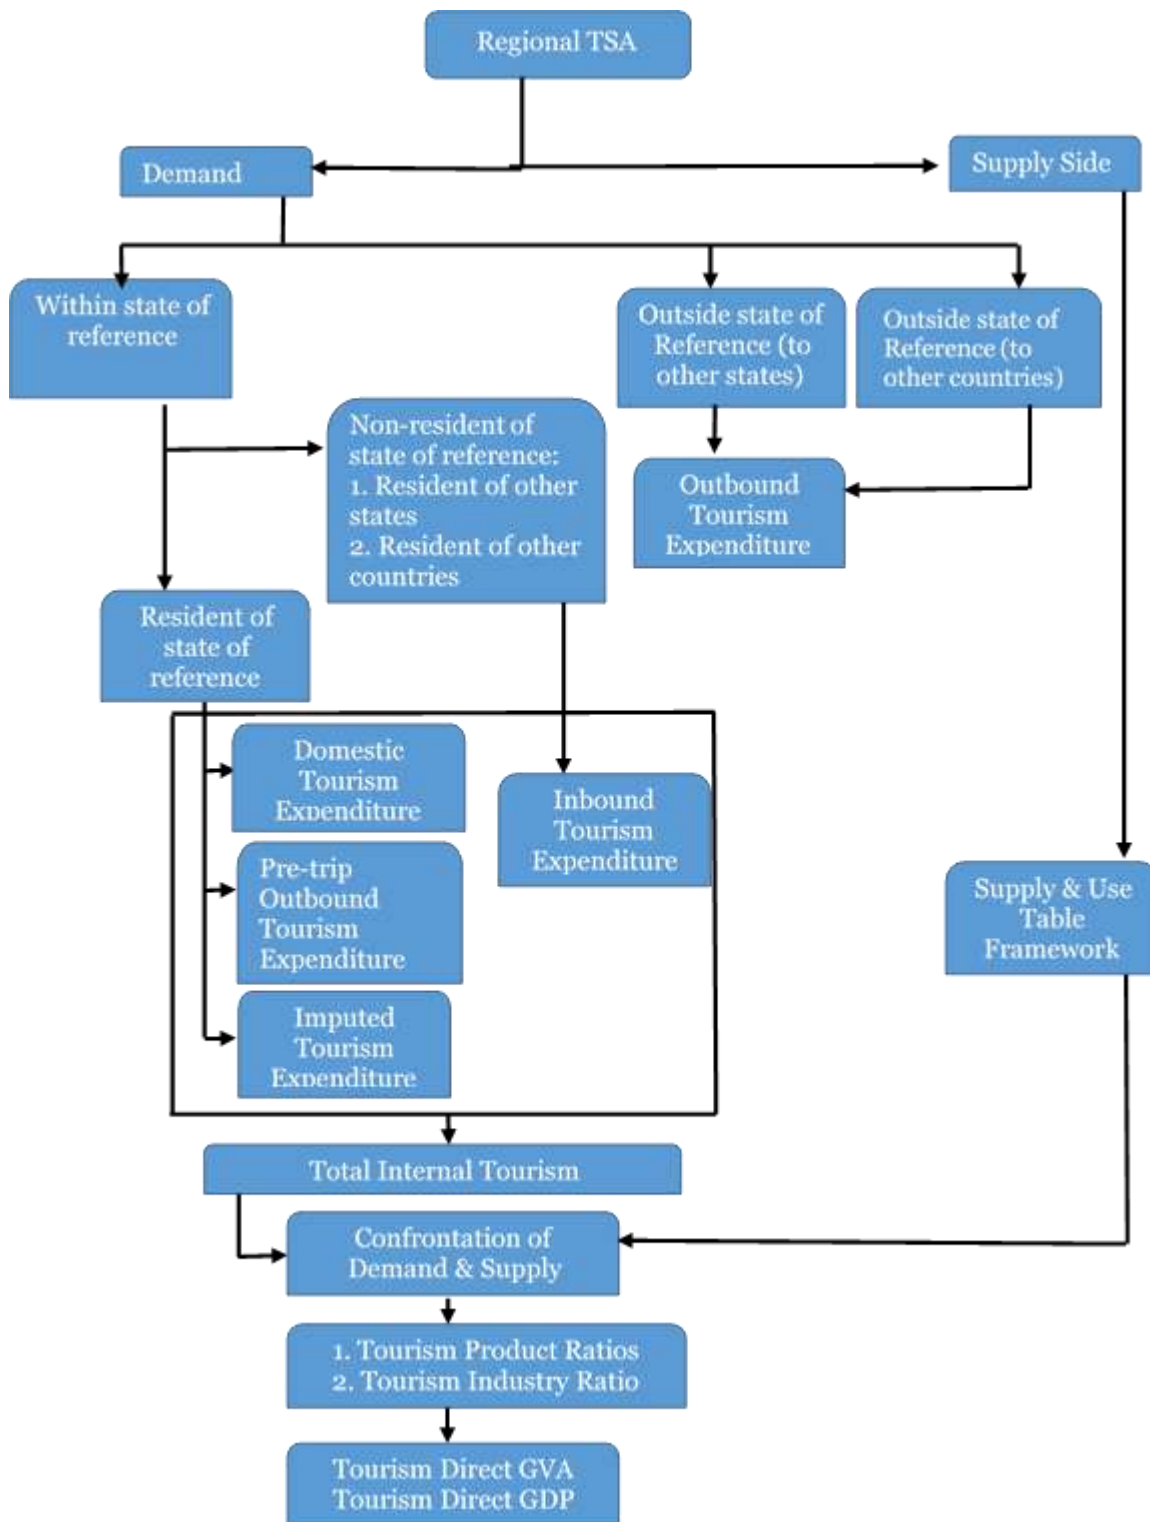 Regional TSA
Demand
Supply Side
Within state of
reference
Outside state of
Reference (to
other states)
Outside state of
Reference (to
other countries)
Non-resident of
state of reference:
1. Resident of other
states
2. Resident of other
countries
Outbound
Tourism
Expenditure
Resident of
state of
reference
Domestic
Tourism
Expenditure
Inbound
Tourism
Expenditure
Pre-trip
Outbound
Tourism
Expenditure
Supply & Use
Table
Framework
Imputed
Tourism
Expenditure
Total Internal Tourism
Confrontation of
Demand & Supply
1. Tourism Product Ratios
2. Tourism Industry Ratio
Tourism Direct GVA
Tourism Direct GDP